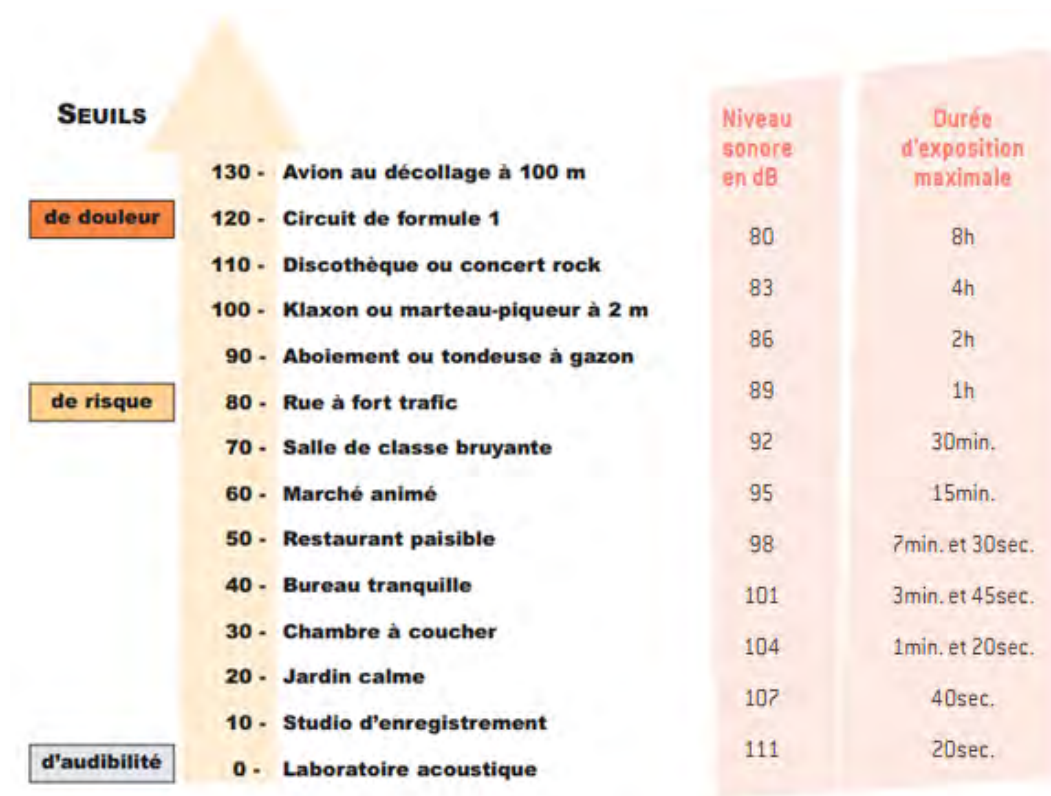 SEUILS
130 - Avion au décollage à 100 m
de douleur 120 - Circuit de formule 1
110 - Discothèque ou concert rock
100 - Klaxon ou marteau-piqueur à 2 m
90 - Aboiement ou tondeuse à gazon
de risque 80 - Rue à fort trafic
70 - Salle de classe bruyante
60 - Marché animé
50 - Restaurant paisible
40 - Bureau tranquille
30 - Chambre à coucher
20 - Jardin calme
10 - Studio d'enregistrement
d'audibilité 0 - Laboratoire acoustique
Niveau
sonore
en dB
Durée
d'exposition
maximale
80 8h
83 4h
86 2h
89 1h
92 30min.
95 15min.
98 7min. et 30sec.
101 3min. et 45sec.
104 1min. et 20sec.
107 40sec.
111 20sec.